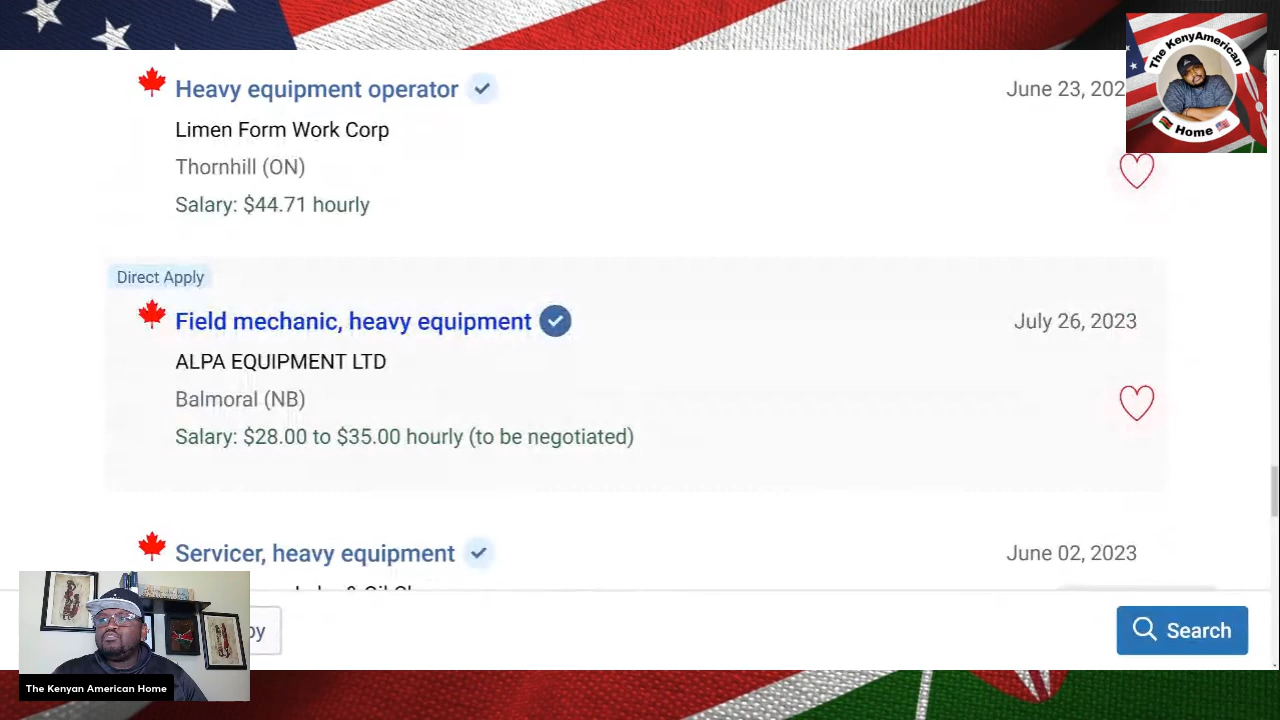 Heavy equipment operator
June 23, 202
Limen Form Work Corp
Thornhill (ON)
Salary: $44.71 hourly
The KenyAmerican
Home
Direct Apply
Field mechanic, heavy equipment
July 26, 2023
ALPA EQUIPMENT LTD
Balmoral (NB)
Salary: $28.00 to $35.00 hourly (to be negotiated)
Servicer, heavy equipment
June 02, 2023
by
Search
The Kenyan American Home